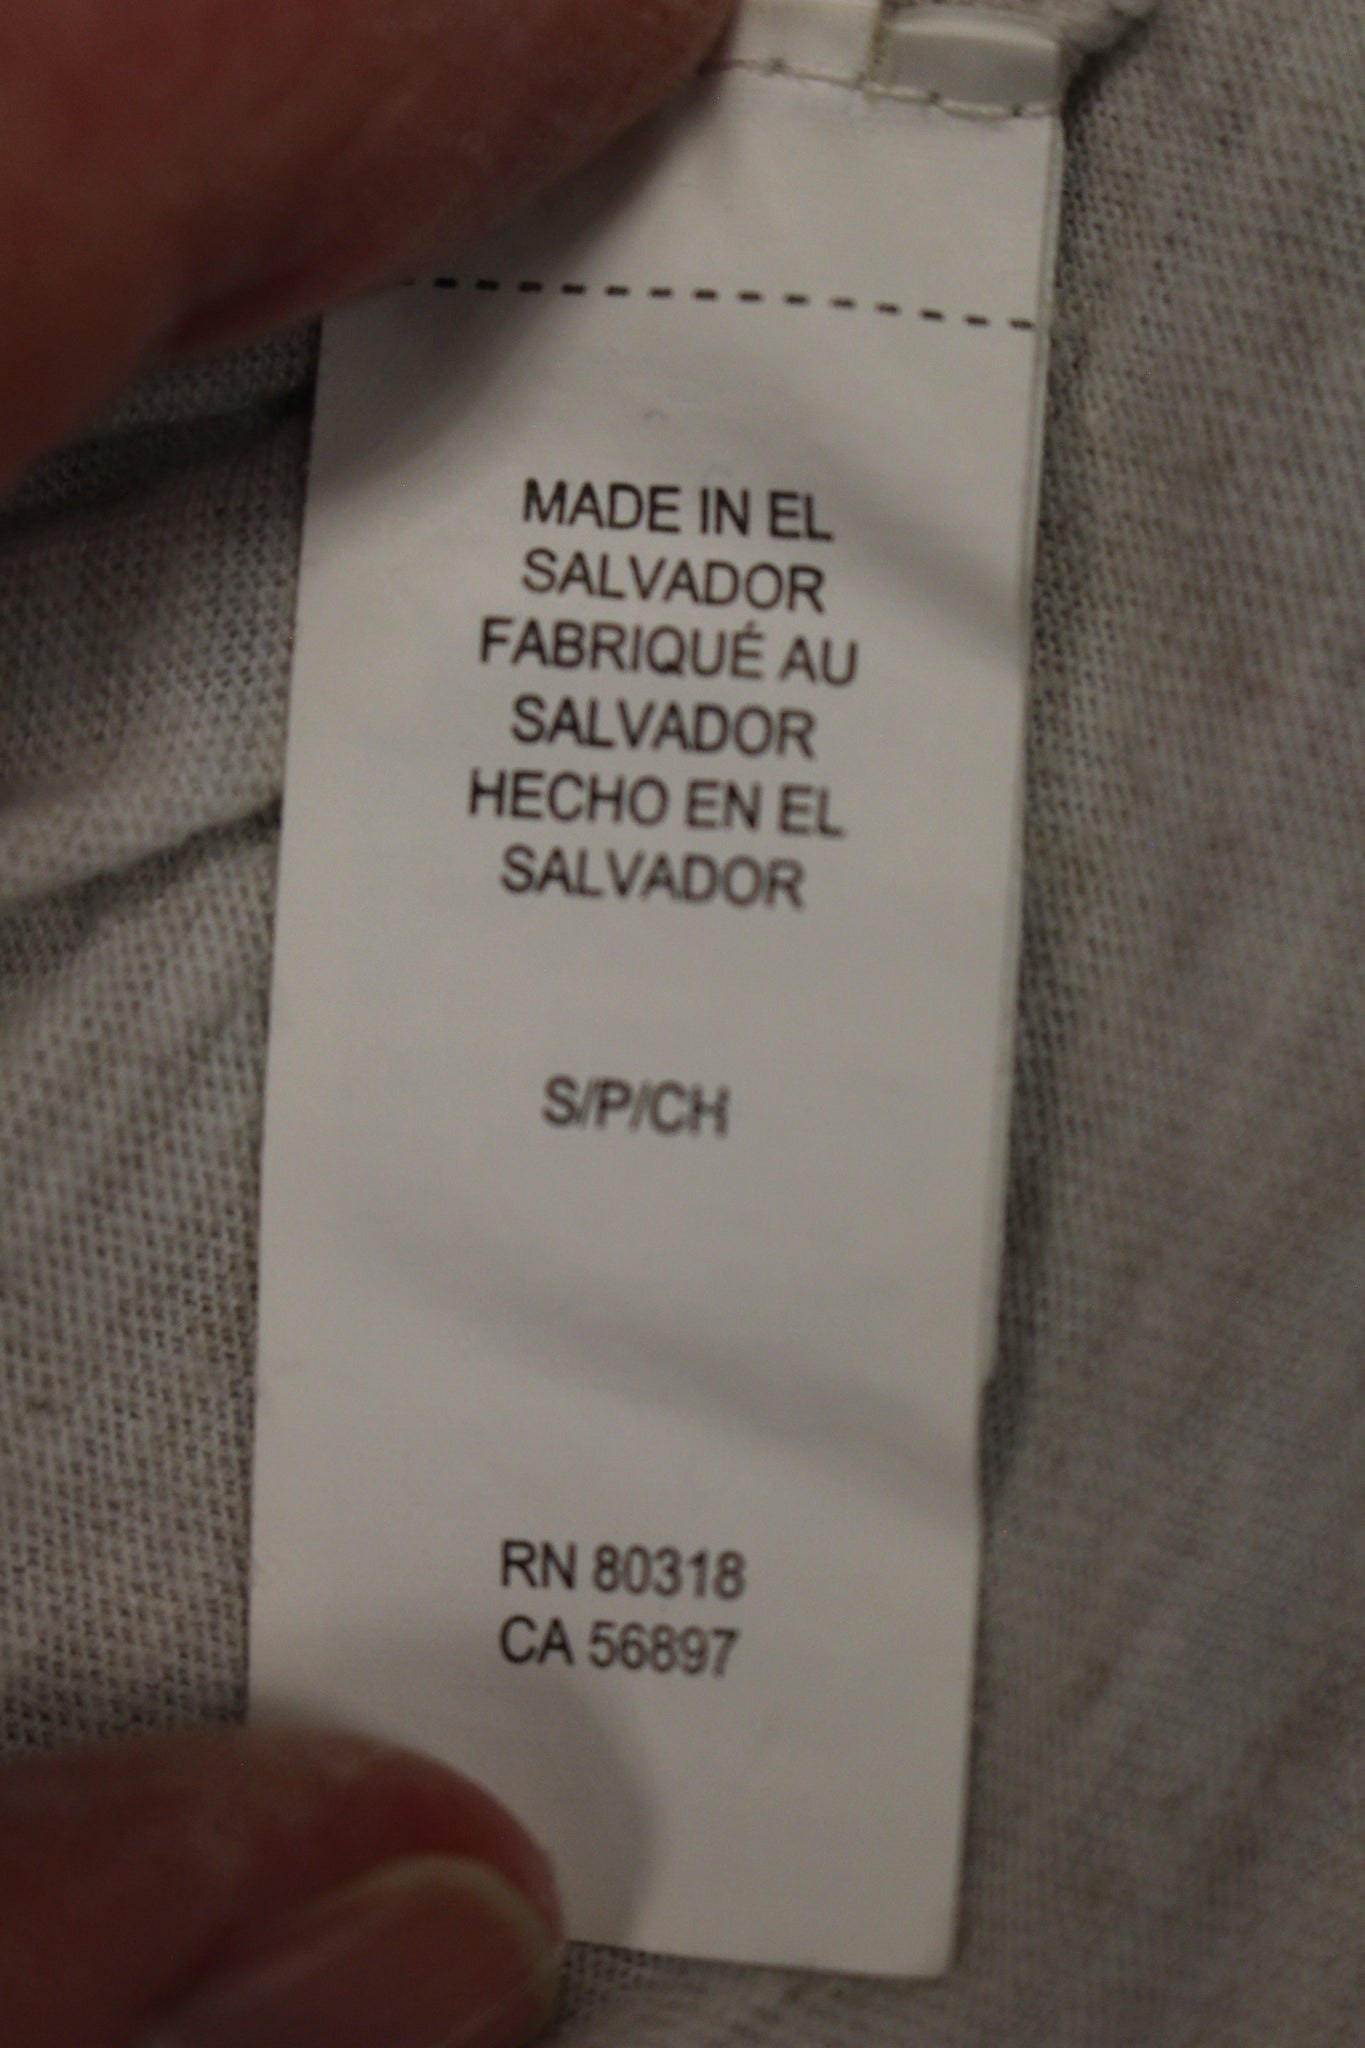 MADE IN EL
SALVADOR
FABRIQUÉ AU
SALVADOR
HECHO EN EL
SALVADOR
S/P/CH
RN 80318
CA 56897